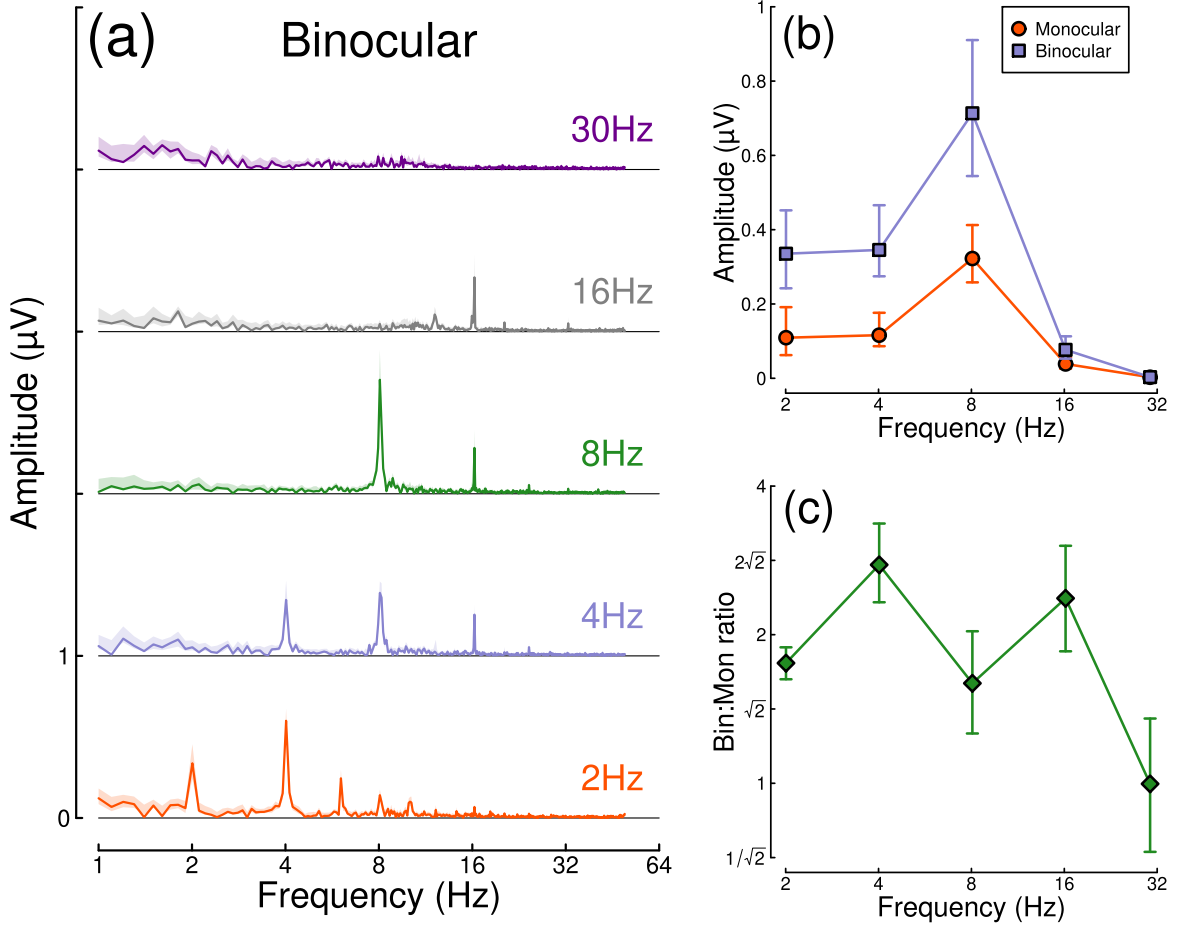 (a)
Binocular
30Hz
16Hz
8Hz
4Hz
2Hz
1
0
Amplitude (µV)
1 2 4 8 16 32 64
Frequency (Hz)
(b)
Monocular
Binocular
1
0.8
0.6
0.4
0.2
0
Amplitude (µV)
2 4 8 16 32
Frequency (Hz)
(c)
4
2√2
2
√2
1
1/√2
Bin:Mon ratio
2 4 8 16 32
Frequency (Hz)